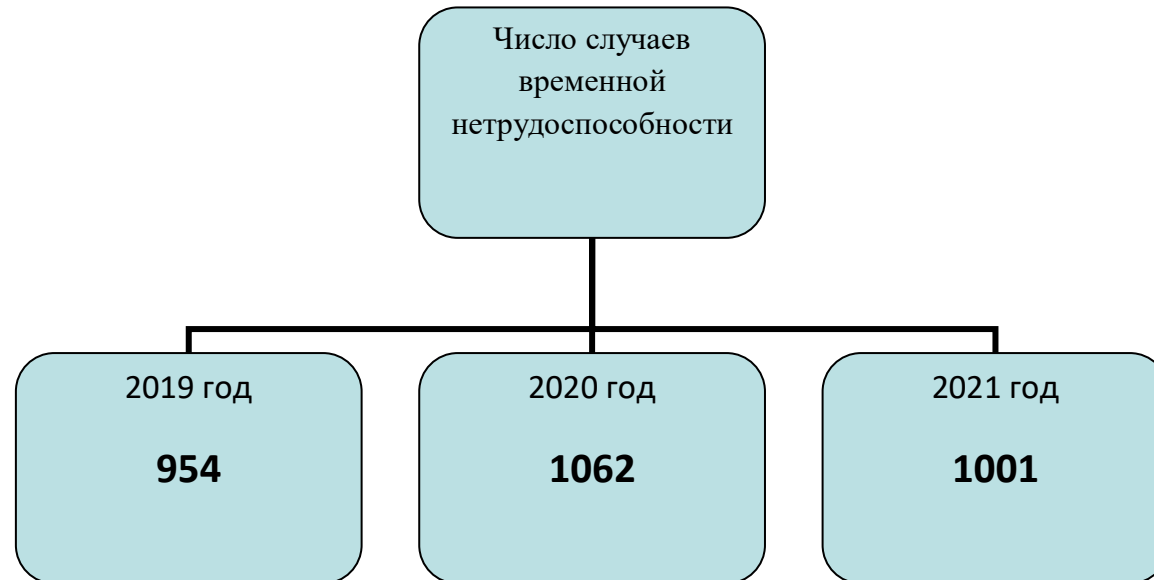 Число случаев
временной
нетрудоспособности
2019 год
954
2020 год
1062
2021 год
1001